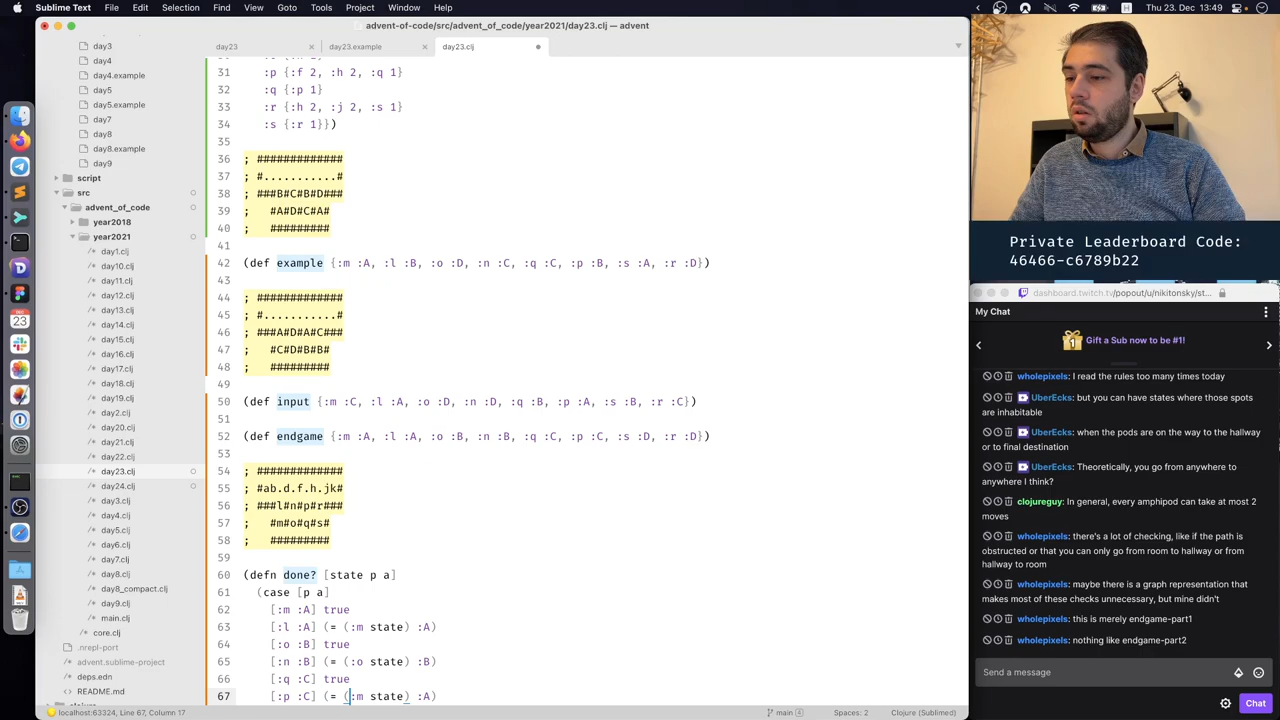 Sublime Text File Edit Selection Find View Goto Tools Project Window Help
Thu 23. Dec 13:49
advent-of-code/src/advent_of_code/year2021/day23.clj — advent
day23
day23.example
day23.clj
day3
day4
day4.example
day5
day5.example
day7
day8
day8.example
day9
script
src
advent_of_code
year2018
year2021
day1.clj
day10.clj
day11.clj
day12.clj
day13.clj
day14.clj
day15.clj
day16.clj
day17.clj
day18.clj
day19.clj
day2.clj
day20.clj
day21.clj
day22.clj
day23.clj
day24.clj
day3.clj
day4.clj
day5.clj
day6.clj
day7.clj
day8.clj
day8_compact.clj
day9.clj
main.clj
core.clj
.nrepl-port
advent.sublime-project
deps.edn
README.md
31 :p {:f 2, :h 2, :q 1}
32 :q {:p 1}
33 :r {:h 2, :j 2, :s 1}
34 :s {:r 1}})
35
36 ; #############
37 ; #...........#
38 ; ###B#C#B#D###
39 ;   #A#D#C#A#
40 ;   #########
41
42 (def example {:m :A, :l :B, :o :D, :n :C, :q :C, :p :B, :s :A, :r :D})
43
44 ; #############
45 ; #...........#
46 ; ###A#D#A#C###
47 ;   #C#D#B#B#
48 ;   #########
49
50 (def input {:m :C, :l :A, :o :D, :n :D, :q :B, :p :A, :s :B, :r :C})
51
52 (def endgame {:m :A, :l :A, :o :B, :n :B, :q :C, :p :C, :s :D, :r :D})
53
54 ; #############
55 ; #ab.d.f.h.jk#
56 ; ###l#n#p#r###
57 ;   #m#o#q#s#
58 ;   #########
59
60 (defn done? [state p a]
61 (case [p a]
62 [:m :A] true
63 [:l :A] (= (:m state) :A)
64 [:o :B] true
65 [:n :B] (= (:o state) :B)
66 [:q :C] true
67 [:p :C] (= (:m state) :A)
localhost:63324, Line 67, Column 17
main 4
Spaces: 2
Clojure (Sublimed)
Private Leaderboard Code:
46466-c6789b22
dashboard.twitch.tv/popout/u/nikitonsky/st...
My Chat
1 Gift a Sub now to be #1!
wholepixels: I read the rules too many times today
UberEcks: but you can have states where those spots
are inhabitable
UberEcks: when the pods are on the way to the hallway
or to final destination
UberEcks: Theoretically, you go from anywhere to
anywhere I think?
clojureguy: In general, every amphipod can take at most 2
moves
wholepixels: there's a lot of checking, like if the path is
obstructed or that you can only go from room to hallway or from
hallway to room
wholepixels: maybe there is a graph representation that
makes most of these checks unnecessary, but mine didn't
wholepixels: this is merely endgame-part1
wholepixels: nothing like endgame-part2
Send a message
Chat